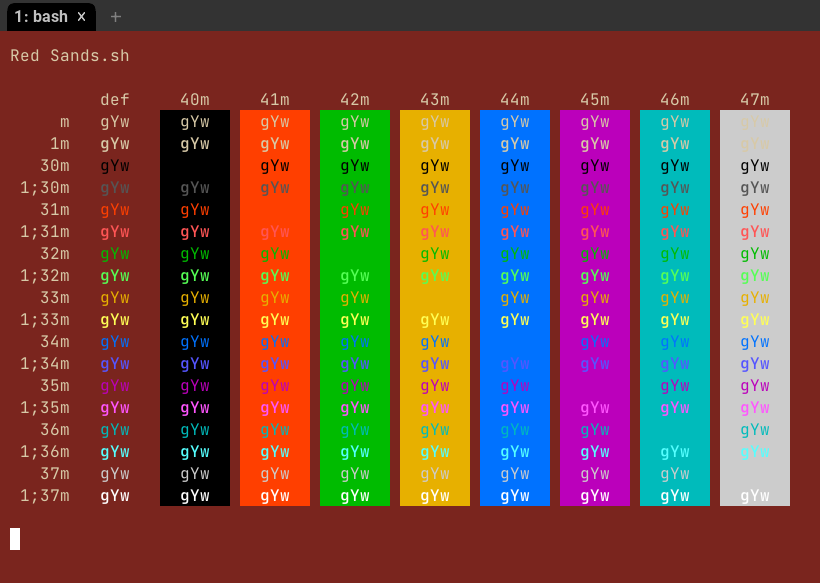 1: bash × +
Red Sands.sh
def 40m 41m 42m 43m 44m 45m 46m 47m
m gYw gYw gYw gYw gYw gYw gYw gYw gYw
1m gYw gYw gYw gYw gYw gYw gYw gYw gYw
30m gYw gYw gYw gYw gYw gYw gYw gYw
1;30m gYw gYw gYw gYw gYw gYw gYw gYw gYw
31m gYw gYw gYw gYw gYw gYw gYw gYw
1;31m gYw gYw gYw gYw gYw gYw gYw gYw gYw
32m gYw gYw gYw gYw gYw gYw gYw gYw
1;32m gYw gYw gYw gYw gYw gYw gYw gYw gYw
33m gYw gYw gYw gYw gYw gYw gYw gYw
1;33m gYw gYw gYw gYw gYw gYw gYw gYw gYw
34m gYw gYw gYw gYw gYw gYw gYw gYw
1;34m gYw gYw gYw gYw gYw gYw gYw gYw gYw
35m gYw gYw gYw gYw gYw gYw gYw gYw
1;35m gYw gYw gYw gYw gYw gYw gYw gYw gYw
36m gYw gYw gYw gYw gYw gYw gYw gYw
1;36m gYw gYw gYw gYw gYw gYw gYw gYw gYw
37m gYw gYw gYw gYw gYw gYw gYw gYw
1;37m gYw gYw gYw gYw gYw gYw gYw gYw gYw